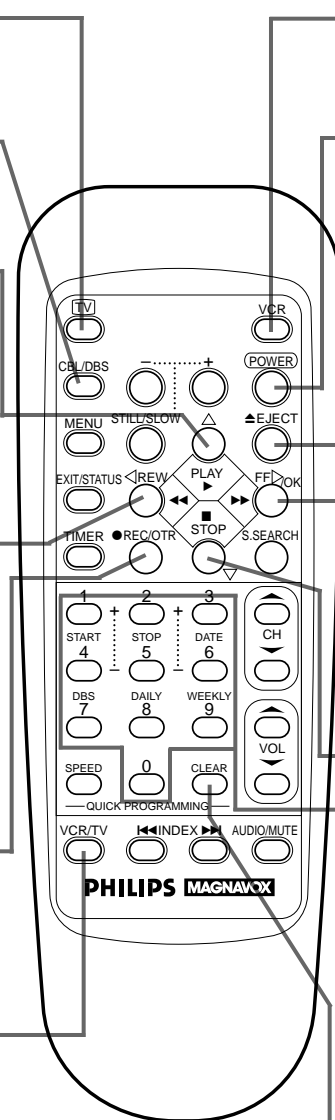 TV VCR
CBL/DBS − + POWER
MENU STILL/SLOW △ ⏏EJECT
EXIT/STATUS ◁REW PLAY FF▷/OK
◀◀ ▶ ▶▶
■
TIMER ●REC/OTR STOP S.SEARCH
▽
1 + 2 + 3
START STOP DATE CH
4 − 5 − 6
DBS DAILY WEEKLY
7 8 9
VOL
SPEED 0 CLEAR
QUICK PROGRAMMING
VCR/TV |◀◀INDEX▶▶| AUDIO/MUTE
PHILIPS MAGNAVOX